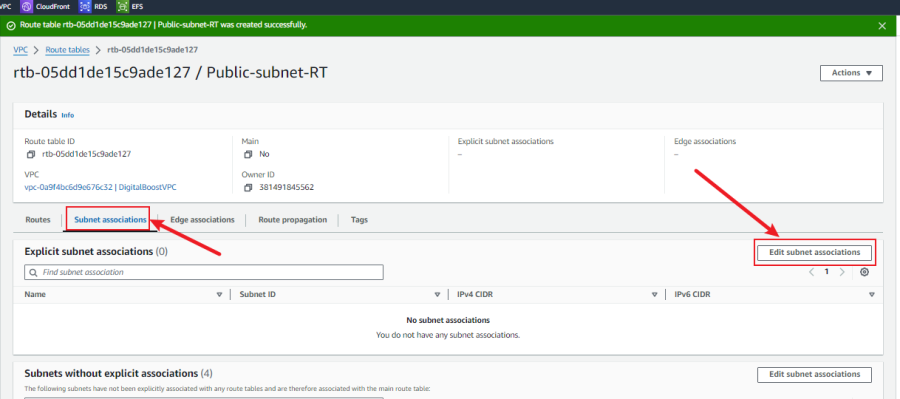 VPC CloudFront RDS EFS
Route table rtb-05dd1de15c9ade127 | Public-subnet-RT was created successfully.
VPC > Route tables > rtb-05dd1de15c9ade127
rtb-05dd1de15c9ade127 / Public-subnet-RT
Actions
Details Info
Route table ID Main Explicit subnet associations Edge associations
rtb-05dd1de15c9ade127 No – –
VPC Owner ID
vpc-0a9f4bc6d9e676c32 | DigitalBoostVPC 381491845562
Routes Subnet associations Edge associations Route propagation Tags
Explicit subnet associations (0) Edit subnet associations
Find subnet association
1
Name Subnet ID IPv4 CIDR IPv6 CIDR
No subnet associations
You do not have any subnet associations.
Subnets without explicit associations (4) Edit subnet associations
The following subnets have not been explicitly associated with any route tables and are therefore associated with the main route table: